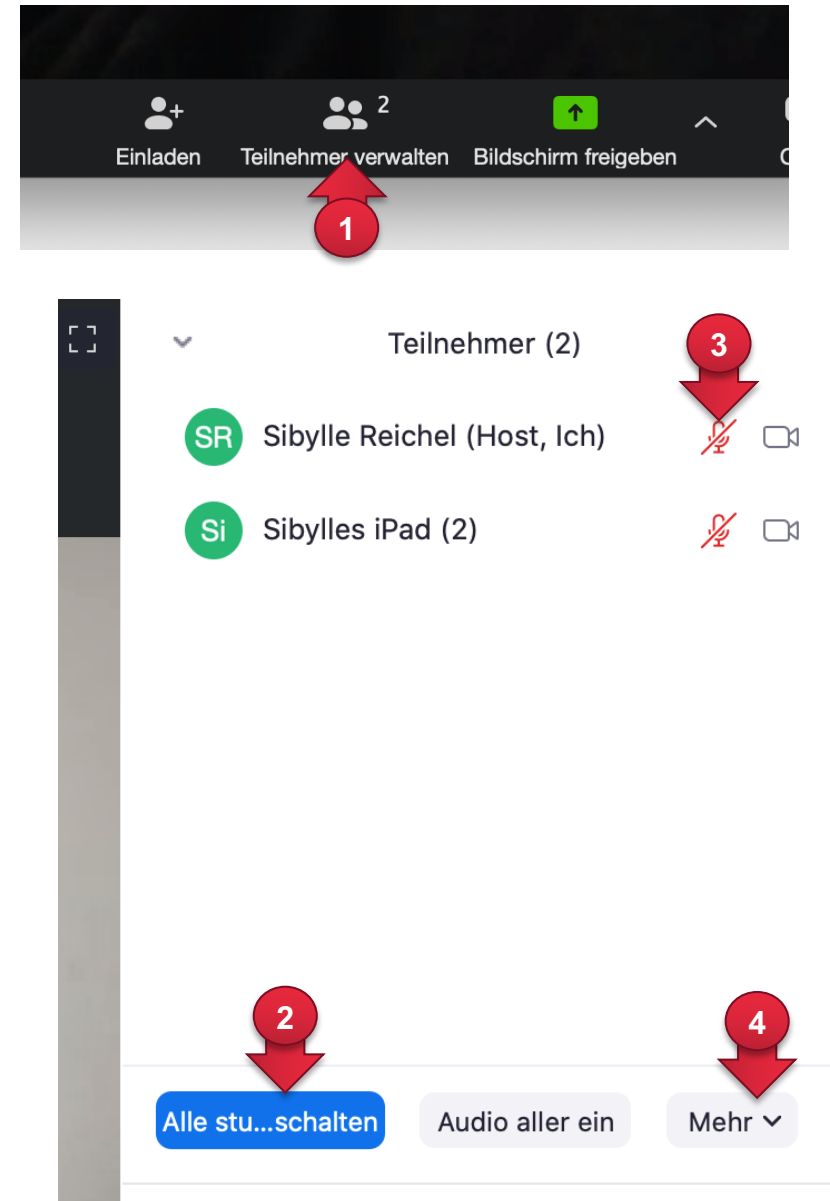 2
Einladen Teilnehmer verwalten Bildschirm freigeben
1
Teilnehmer (2)
3
SR Sibylle Reichel (Host, Ich)
Si Sibylles iPad (2)
2
4
Alle stu...schalten Audio aller ein Mehr